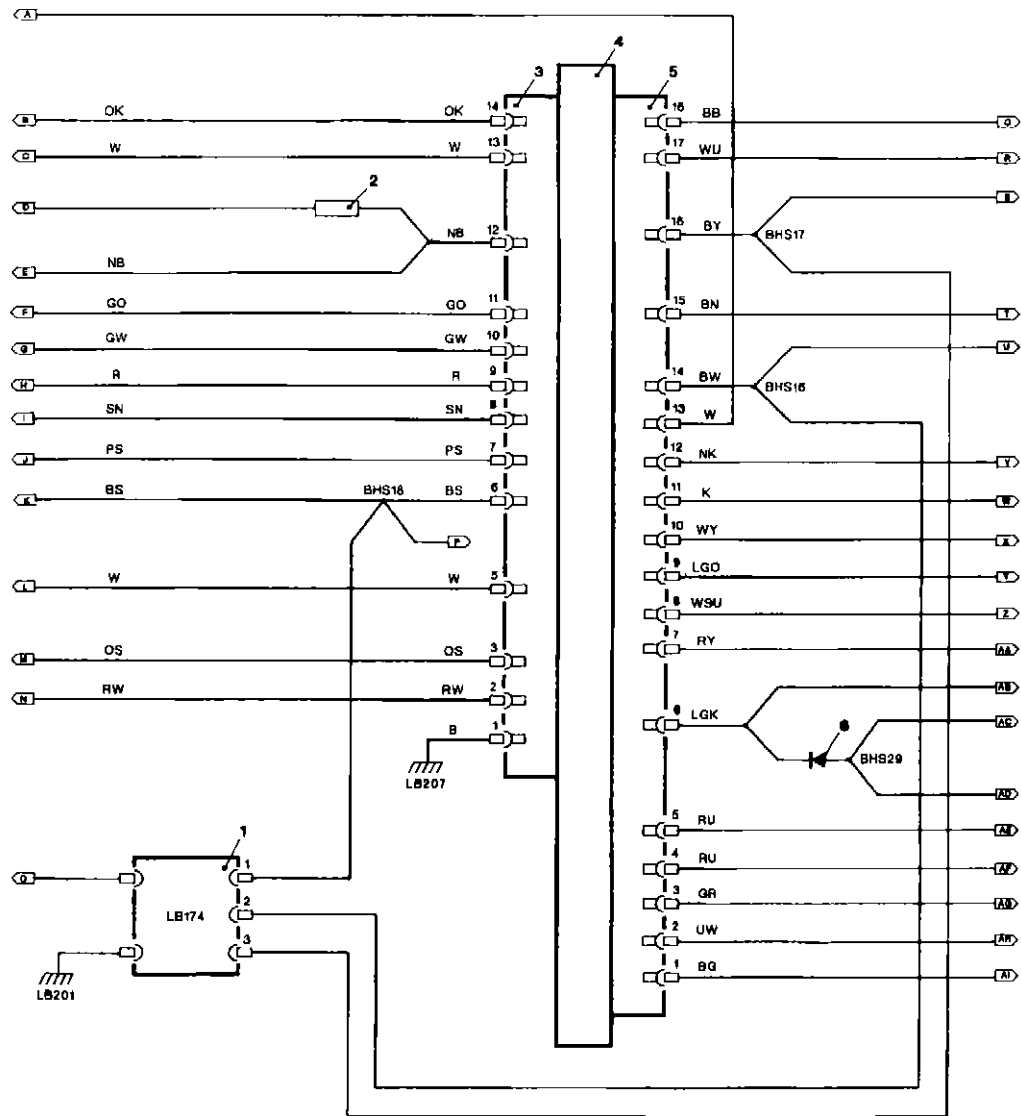 A
4
3
5
OK OK 14
16 BB
W W 13
17 WU
R
D
2
16 BY
BHS17
NB 12
E NB
F GO GO 11
15 BN T
GW GW 10
U
H R R 9
14 BW
BHS16
I SN SN 8
13 W
J PS PS 7
12 NK
BS BHS18 BS 6
11 K W
P
10 WY X
9 LGO Y
L W W 5
8 WSU Z
M OS OS 3
7 RY AA
N RW RW 2
6 LGK AB
B 1
AC
LB207
6
BHS29
AD
5 RU AE
1
4 RU AF
1
LB174
3 GR AG
2
2 UW AH
3
1 BG AI
LB201